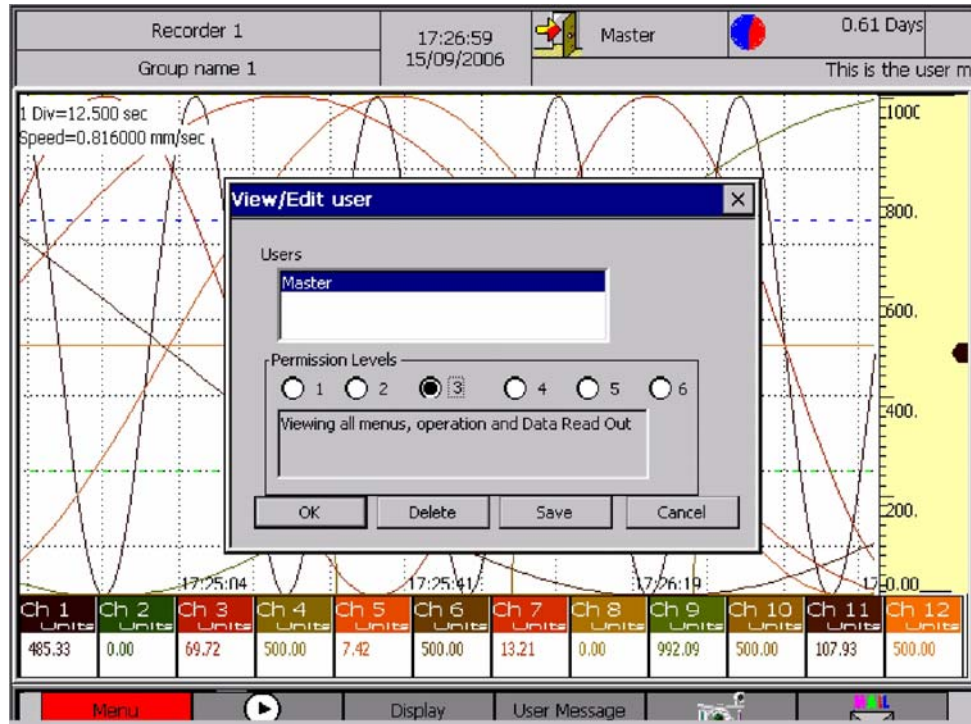 Recorder 1
Group name 1
17:26:59
15/09/2006
Master
0.61 Days
This is the user m
1 Div=12.500 sec
Speed=0.816000 mm/sec
1000
800.
600.
400.
200.
0.00
View/Edit user
Users
Master
Permission Levels
1 2 3 4 5 6
Viewing all menus, operation and Data Read Out
OK Delete Save Cancel
17:25:04 17:25:41 17:26:19 17
Ch 1 Ch 2 Ch 3 Ch 4 Ch 5 Ch 6 Ch 7 Ch 8 Ch 9 Ch 10 Ch 11 Ch 12
Units Units Units Units Units Units Units Units Units Units Units Units
485.33 0.00 69.72 500.00 7.42 500.00 13.21 0.00 992.09 500.00 107.93 500.00
Menu Display User Message MAIL